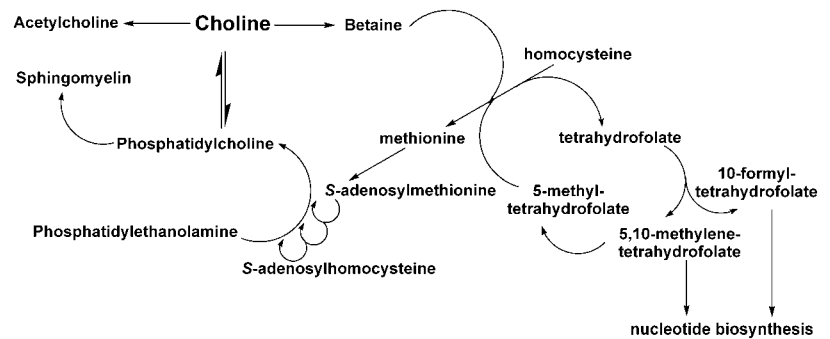 Acetylcholine
Choline
Betaine
homocysteine
Sphingomyelin
Phosphatidylcholine
methionine
tetrahydrofolate
10-formyl-
tetrahydrofolate
S-adenosylmethionine
5-methyl-
tetrahydrofolate
Phosphatidylethanolamine
5,10-methylene-
tetrahydrofolate
S-adenosylhomocysteine
nucleotide biosynthesis